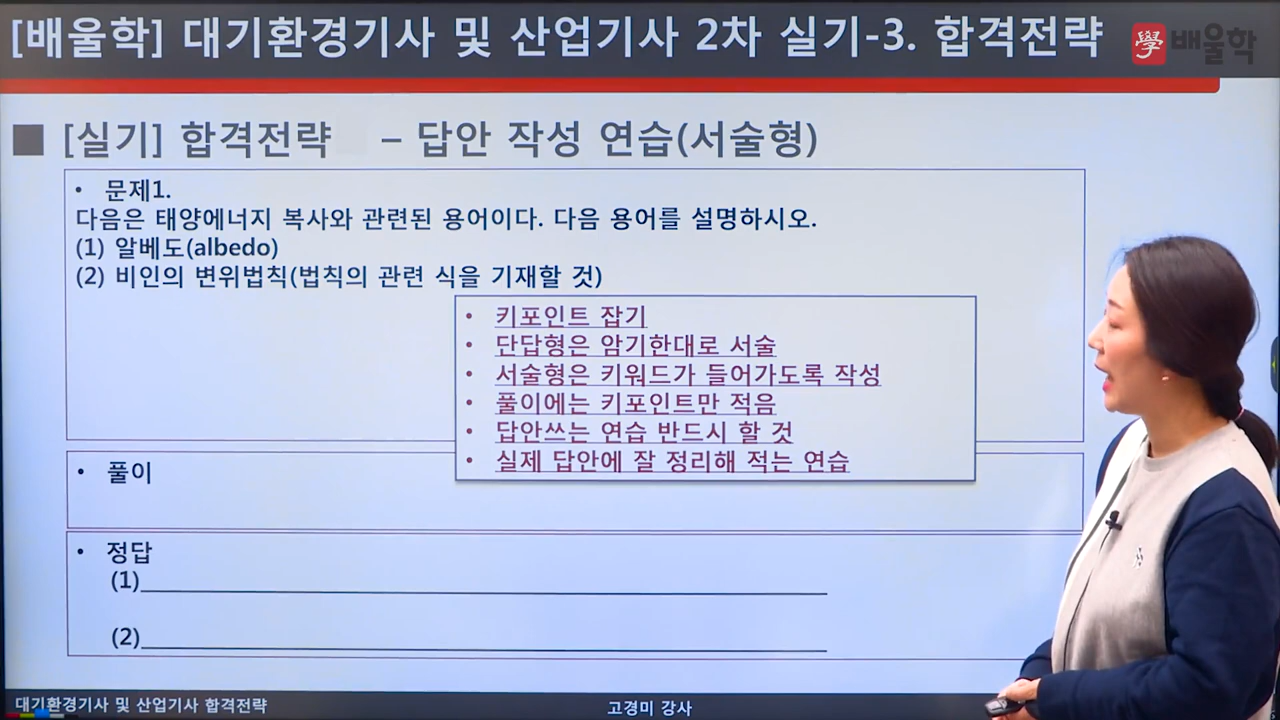 [배울학] 대기환경기사 및 산업기사 2차 실기-3. 합격전략
學 배울학
■ [실기] 합격전략 – 답안 작성 연습(서술형)
• 문제1.
다음은 태양에너지 복사와 관련된 용어이다. 다음 용어를 설명하시오.
(1) 알베도(albedo)
(2) 비인의 변위법칙(법칙의 관련 식을 기재할 것)
• 키포인트 잡기
• 단답형은 암기한대로 서술
• 서술형은 키워드가 들어가도록 작성
• 풀이에는 키포인트만 적음
• 답안쓰는 연습 반드시 할 것
• 실제 답안에 잘 정리해 적는 연습
• 풀이
• 정답
(1)
(2)
대기환경기사 및 산업기사 합격전략
고경미 강사